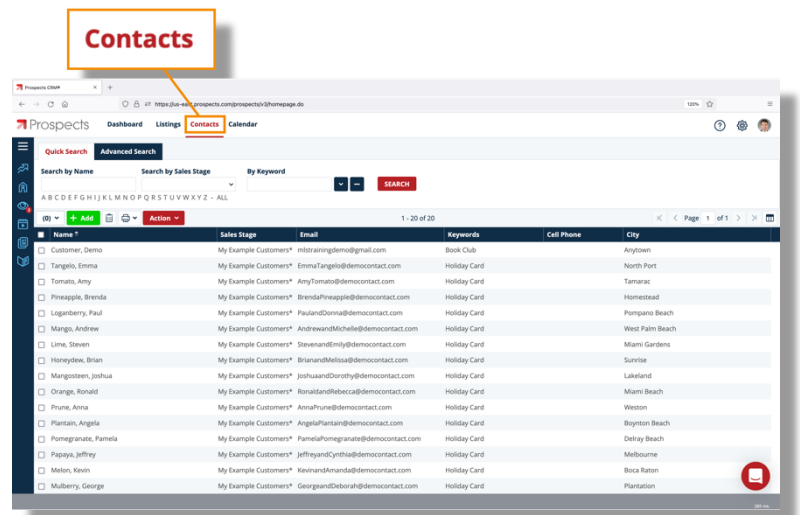 Contacts
Prospects CRM®
https://us-east.prospects.com/prospects/v3/homepage.do
120%
Prospects Dashboard Listings Contacts Calendar
Quick Search Advanced Search
Search by Name Search by Sales Stage By Keyword
SEARCH
A B C D E F G H I J K L M N O P Q R S T U V W X Y Z - ALL
(0) + Add Action 1 - 20 of 20 Page 1 of 1
Name Sales Stage Email Keywords Cell Phone City
Customer, Demo My Example Customers* mlstrainingdemo@gmail.com Book Club Anytown
Tangelo, Emma My Example Customers* EmmaTangelo@democontact.com Holiday Card North Port
Tomato, Amy My Example Customers* AmyTomato@democontact.com Holiday Card Tamarac
Pineapple, Brenda My Example Customers* BrendaPineapple@democontact.com Holiday Card Homestead
Loganberry, Paul My Example Customers* PaulandDonna@democontact.com Holiday Card Pompano Beach
Mango, Andrew My Example Customers* AndrewandMichelle@democontact.com Holiday Card West Palm Beach
Lime, Steven My Example Customers* StevenandEmily@democontact.com Holiday Card Miami Gardens
Honeydew, Brian My Example Customers* BrianandMelissa@democontact.com Holiday Card Sunrise
Mangosteen, Joshua My Example Customers* JoshuaandDorothy@democontact.com Holiday Card Lakeland
Orange, Ronald My Example Customers* RonaldandRebecca@democontact.com Holiday Card Miami Beach
Prune, Anna My Example Customers* AnnaPrune@democontact.com Holiday Card Weston
Plantain, Angela My Example Customers* AngelaPlantain@democontact.com Holiday Card Boynton Beach
Pomegranate, Pamela My Example Customers* PamelaPomegranate@democontact.com Holiday Card Delray Beach
Papaya, Jeffrey My Example Customers* JeffreyandCynthia@democontact.com Holiday Card Melbourne
Melon, Kevin My Example Customers* KevinandAmanda@democontact.com Holiday Card Boca Raton
Mulberry, George My Example Customers* GeorgeandDeborah@democontact.com Holiday Card Plantation